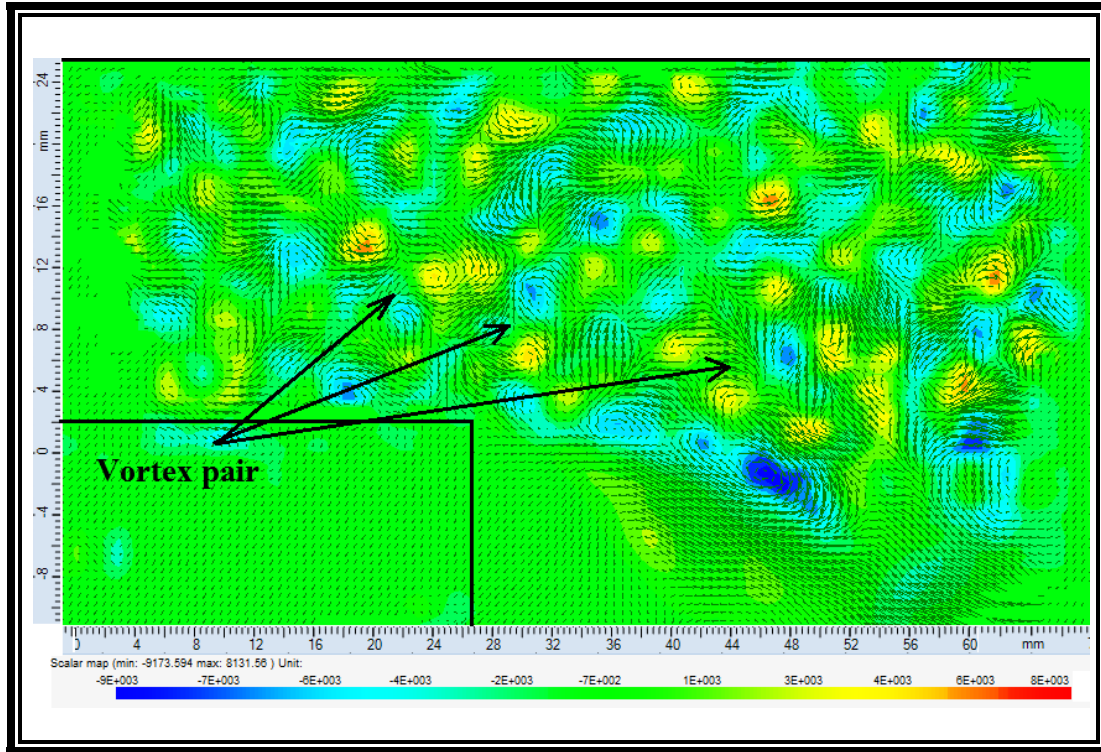 24
mm
16
12
8
4
0
-4
-8
Vortex pair
0 4 8 12 16 20 24 28 32 36 40 44 48 52 56 60 mm
Scalar map (min: -9173.594 max: 8131.56 ) Unit:
-9E+003 -7E+003 -6E+003 -4E+003 -2E+003 -7E+002 1E+003 3E+003 4E+003 6E+003 8E+003